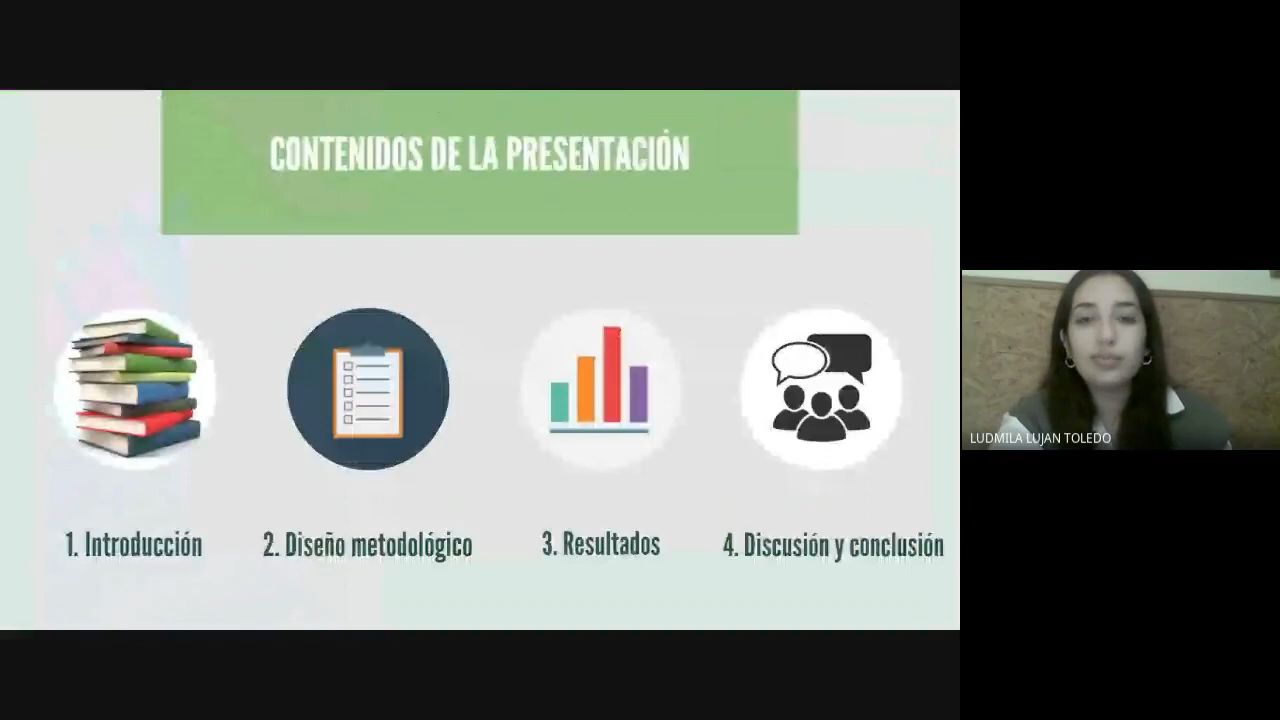 CONTENIDOS DE LA PRESENTACIÓN
1. Introducción
2. Diseño metodológico
3. Resultados
4. Discusión y conclusión
LUDMILA LUJAN TOLEDO